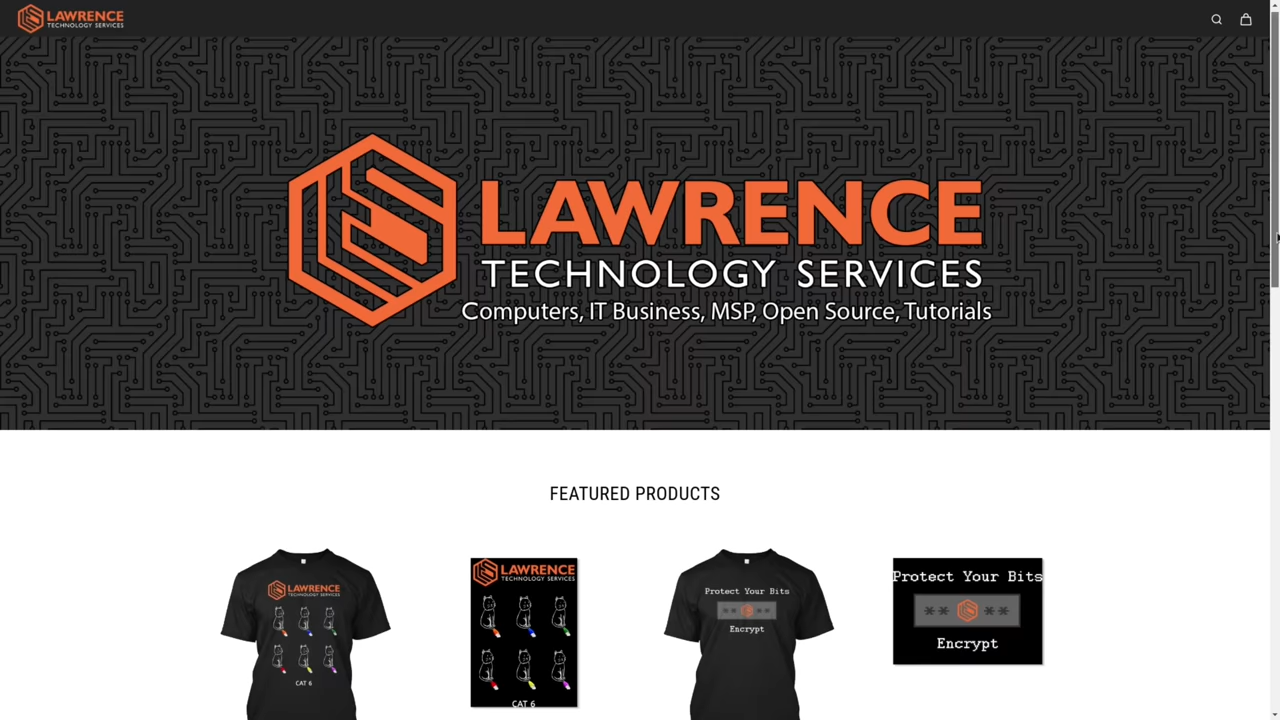 LAWRENCE
TECHNOLOGY SERVICES
LAWRENCE
TECHNOLOGY SERVICES
Computers, IT Business, MSP, Open Source, Tutorials
FEATURED PRODUCTS
LAWRENCE
TECHNOLOGY SERVICES
CAT 6
LAWRENCE
TECHNOLOGY SERVICES
CAT 6
Protect Your Bits
** **
Encrypt
Protect Your Bits
** **
Encrypt